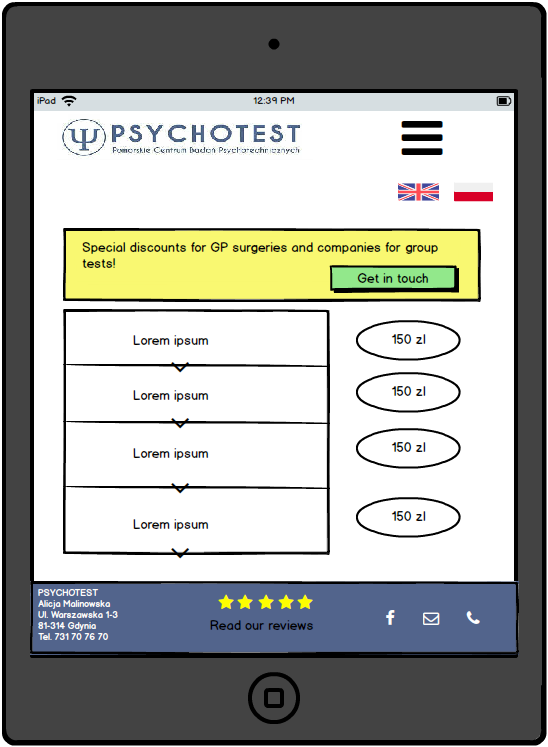 iPad
12:39 PM
Ψ PSYCHOTEST
Pomorskie Centrum Badań Psychotechnicznych
Special discounts for GP surgeries and companies for group
tests!
Get in touch
Lorem ipsum
150 zl
Lorem ipsum
150 zl
Lorem ipsum
150 zl
Lorem ipsum
150 zl
PSYCHOTEST
Alicja Malinowska
Ul. Warszawska 1-3
81-314 Gdynia
Tel. 731 70 76 70
Read our reviews